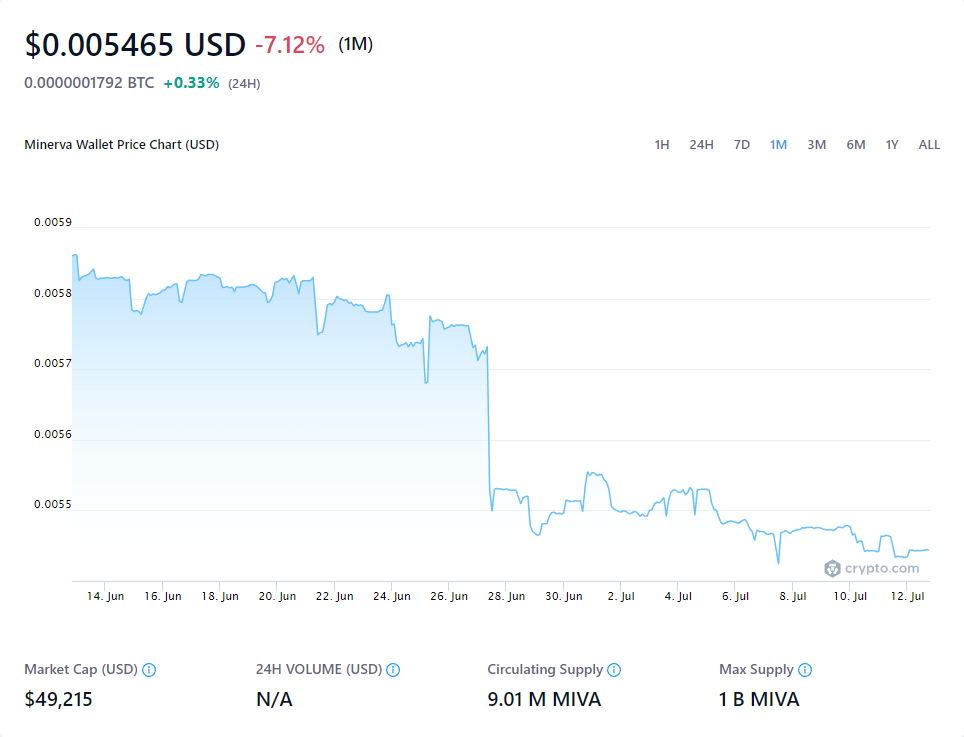 $0.005465 USD -7.12% (1M)
0.0000001792 BTC +0.33% (24H)
Minerva Wallet Price Chart (USD) 1H 24H 7D 1M 3M 6M 1Y ALL
0.0059
0.0058
0.0057
0.0056
0.0055
crypto.com
14. Jun 16. Jun 18. Jun 20. Jun 22. Jun 24. Jun 26. Jun 28. Jun 30. Jun 2. Jul 4. Jul 6. Jul 8. Jul 10. Jul 12. Jul
Market Cap (USD) 24H VOLUME (USD) Circulating Supply Max Supply
$49,215 N/A 9.01 M MIVA 1 B MIVA